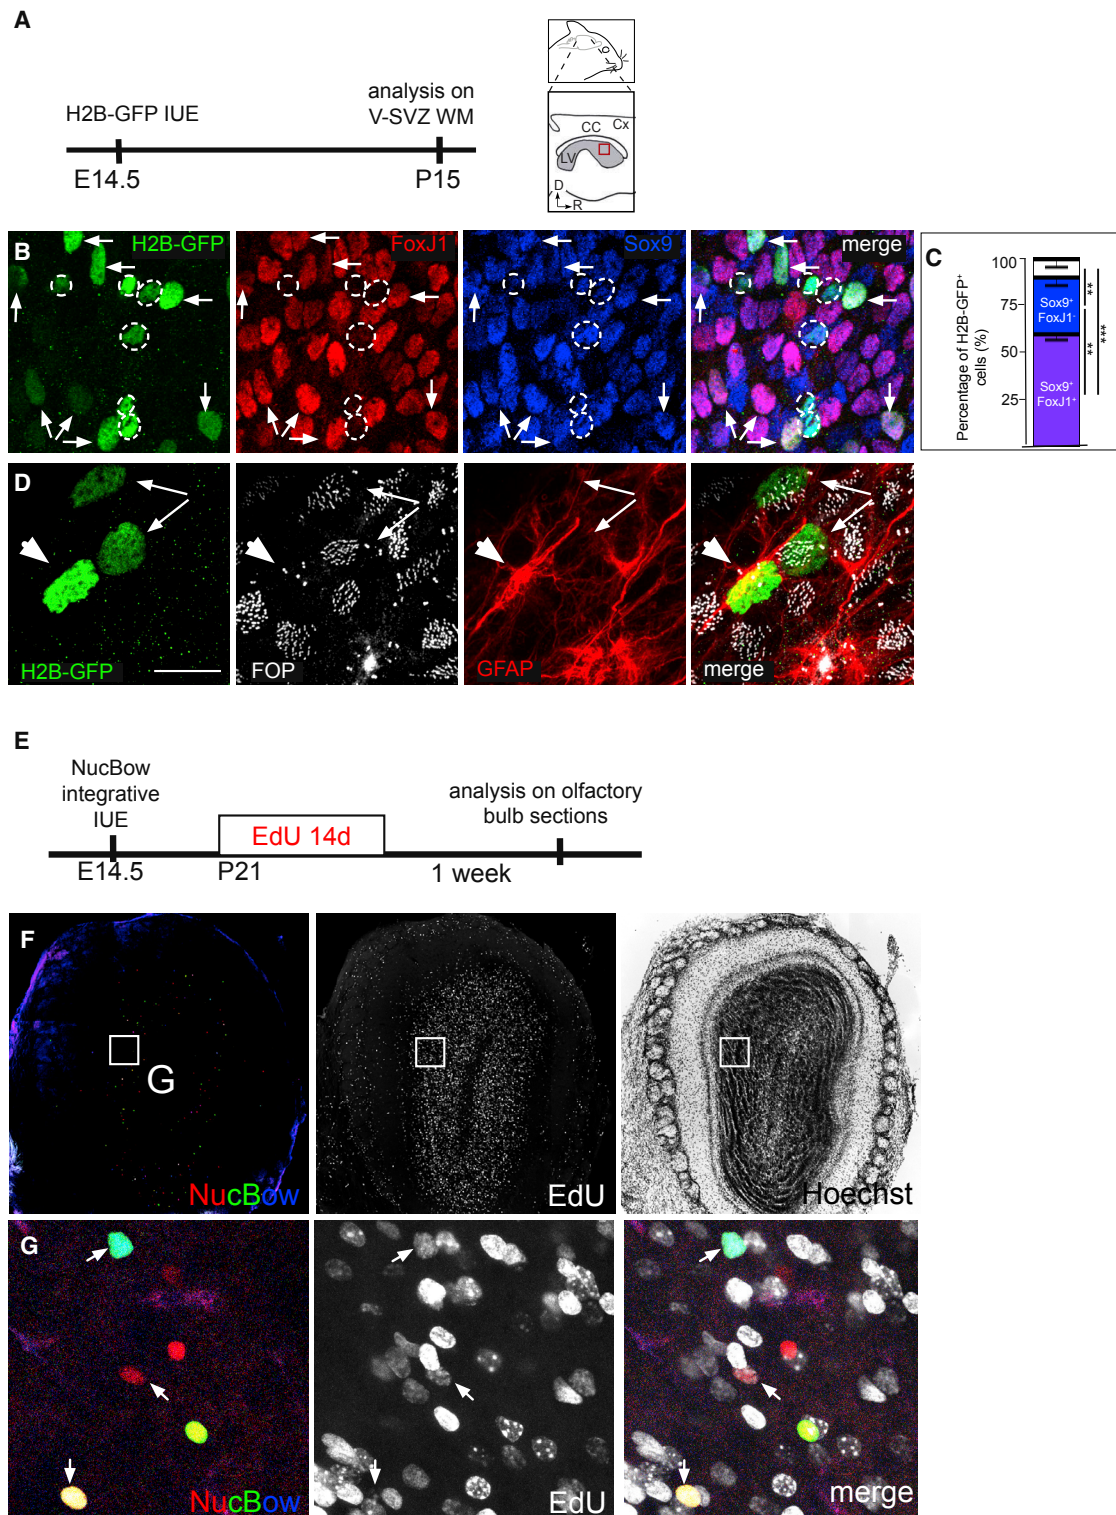 A
H2B-GFP IUE
analysis on
V-SVZ WM
E14.5
P15
CC
Cx
LV
D
R
B
H2B-GFP
FoxJ1
Sox9
merge
C
Percentage of H2B-GFP+
cells (%)
100
75
50
25
Sox9+
FoxJ1-
Sox9+
FoxJ1+
**
**
***
D
H2B-GFP
FOP
GFAP
merge
E
NucBow
integrative
IUE
EdU 14d
analysis on olfactory
bulb sections
E14.5
P21
1 week
F
G
NucBow
EdU
Hoechst
G
NucBow
EdU
merge